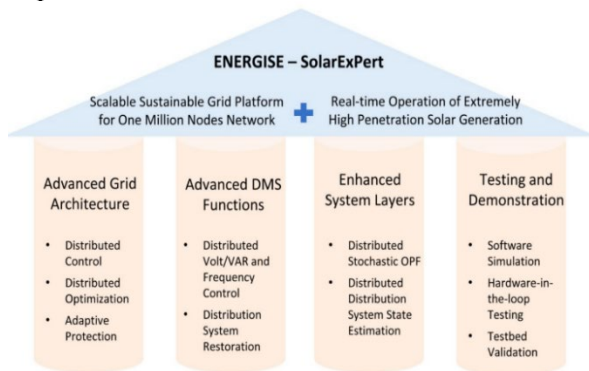 ENERGISE – SolarExPert
Scalable Sustainable Grid Platform
for One Million Nodes Network
+
Real-time Operation of Extremely
High Penetration Solar Generation
Advanced Grid
Architecture
• Distributed
Control
• Distributed
Optimization
• Adaptive
Protection
Advanced DMS
Functions
• Distributed
Volt/VAR and
Frequency
Control
• Distribution
System
Restoration
Enhanced
System Layers
• Distributed
Stochastic OPF
• Distributed
Distribution
System State
Estimation
Testing and
Demonstration
• Software
Simulation
• Hardware-in-
the-loop
Testing
• Testbed
Validation